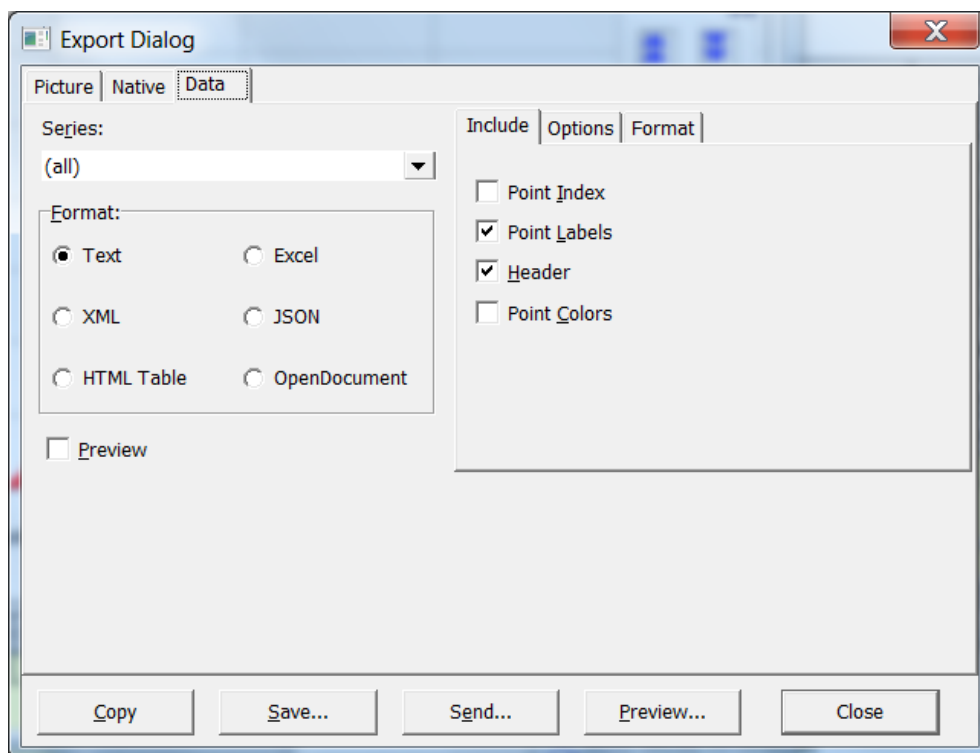 Export Dialog
X
Picture Native Data
Series:
(all)
Format:
Text Excel
XML JSON
HTML Table OpenDocument
Preview
Include Options Format
Point Index
Point Labels
Header
Point Colors
Copy Save... Send... Preview... Close